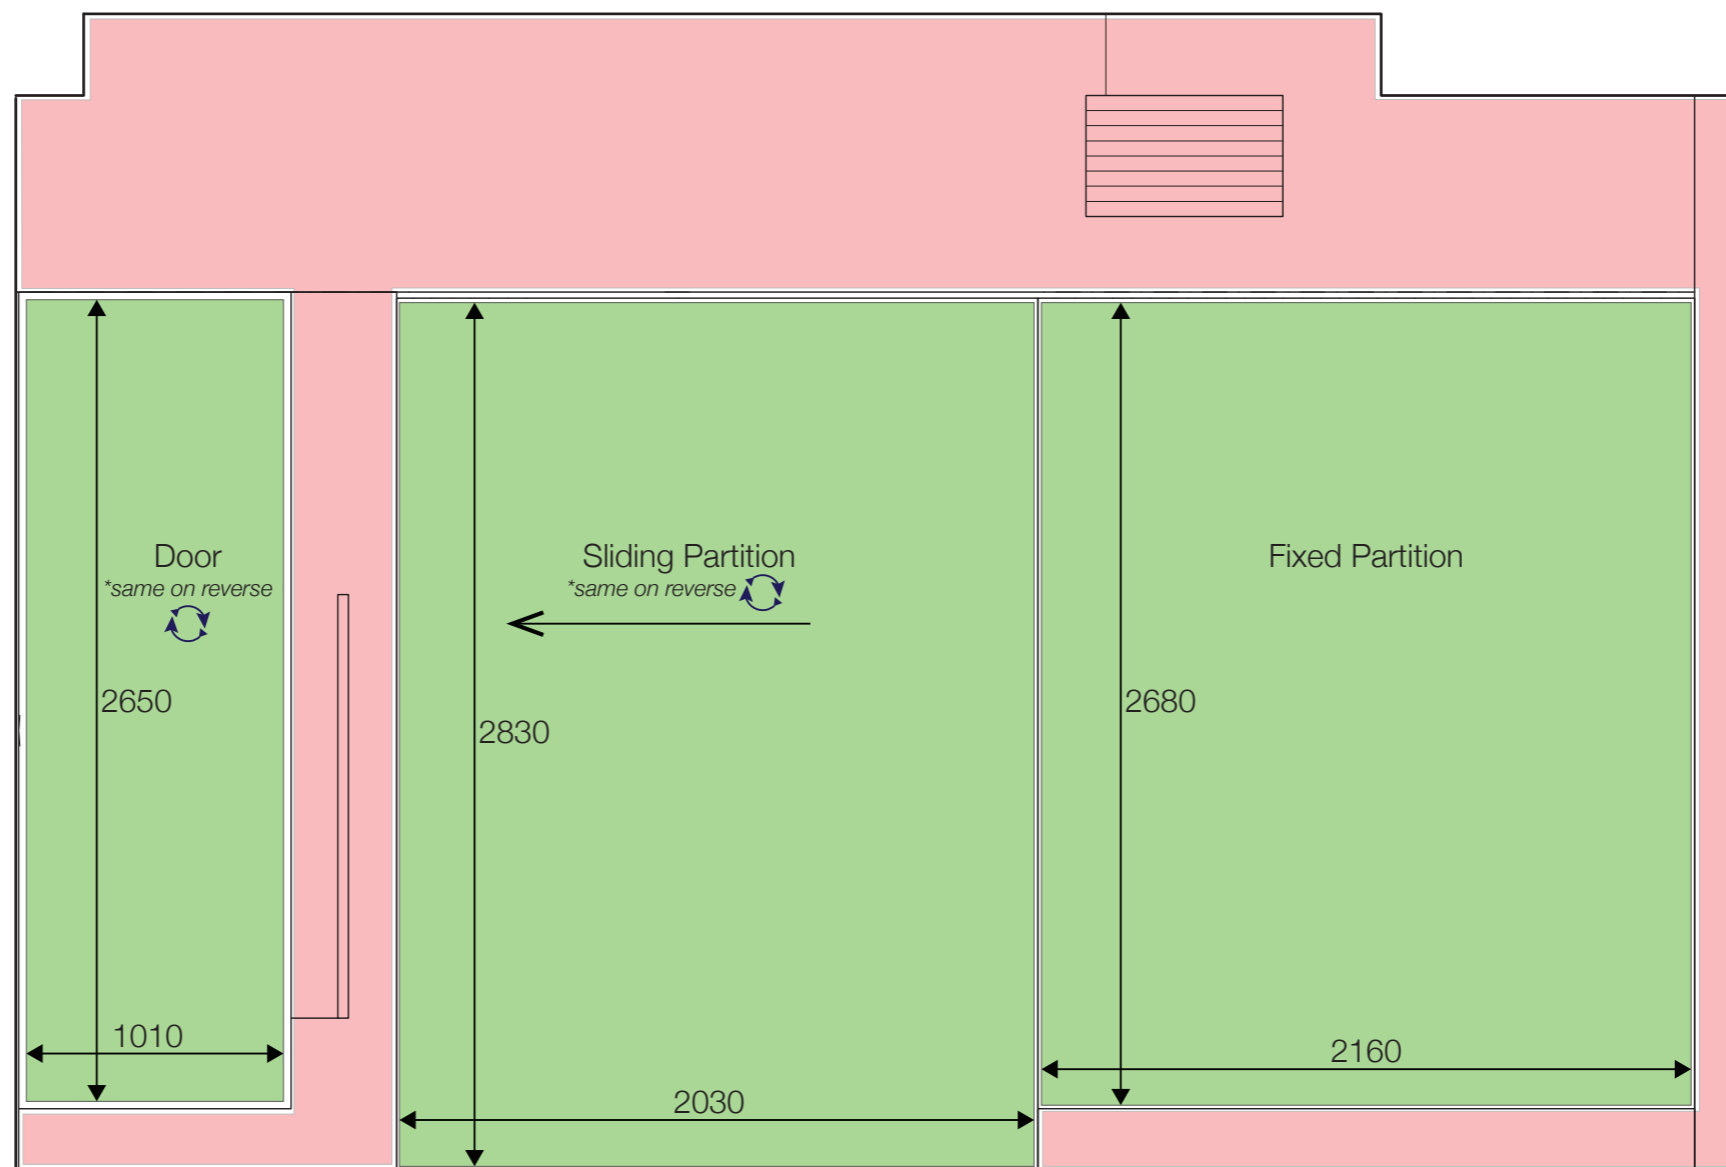 Door
*same on reverse
2650
1010
Sliding Partition
*same on reverse
2830
2030
Fixed Partition
2680
2160